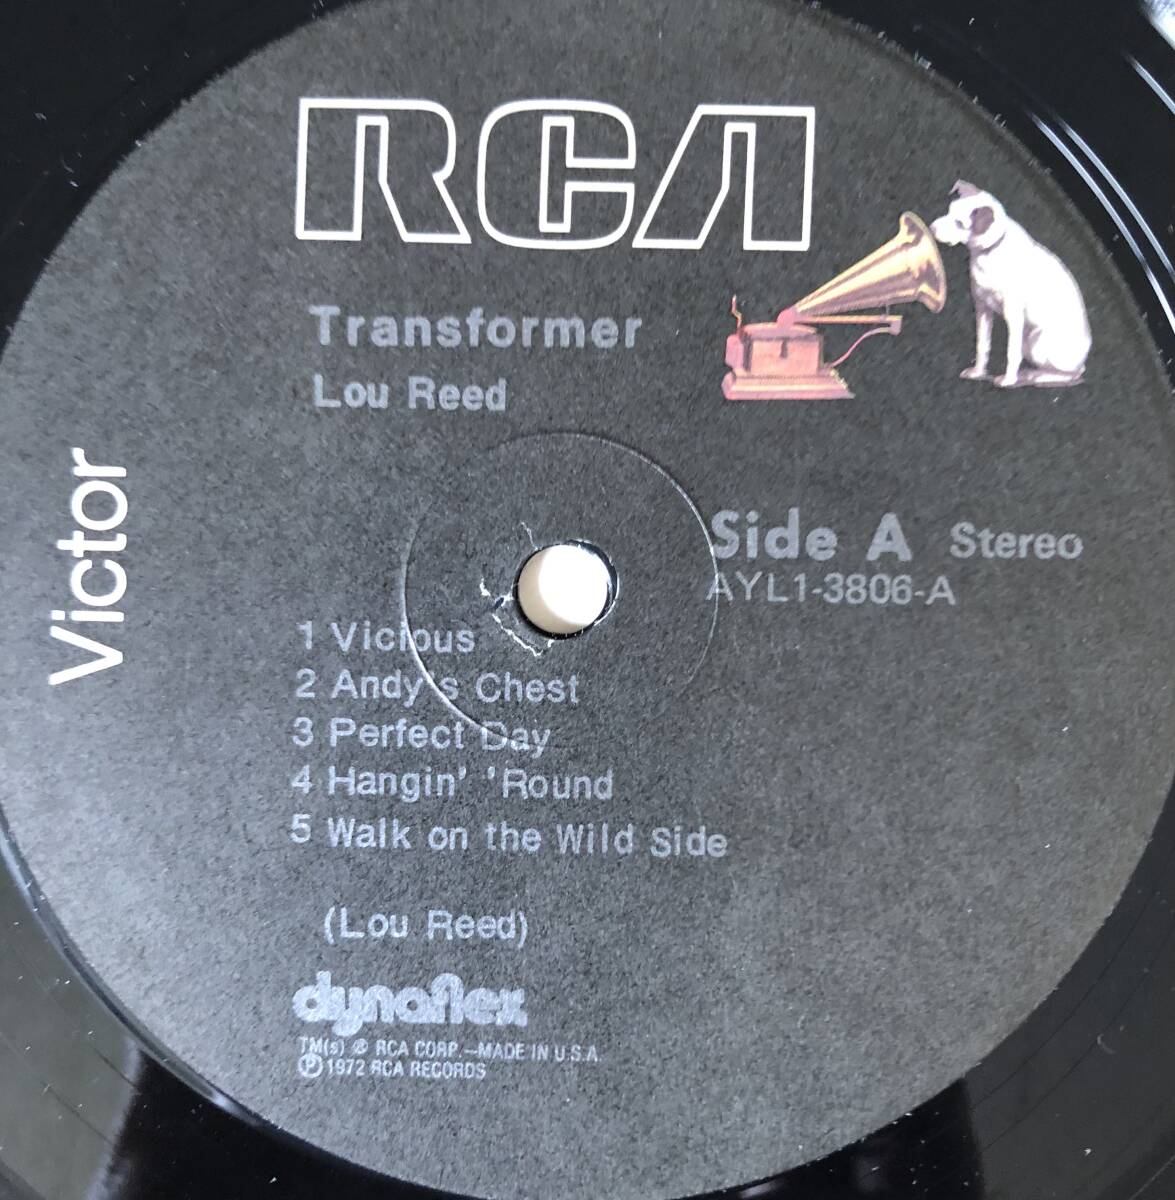 RCA
Transformer
Lou Reed
Victor
Side A Stereo
AYL1-3806-A
1 Vicious
2 Andy's Chest
3 Perfect Day
4 Hangin' 'Round
5 Walk on the Wild Side
(Lou Reed)
dynaflex
TM(s) ® RCA CORP.—MADE IN U.S.A.
Ⓟ 1972 RCA RECORDS